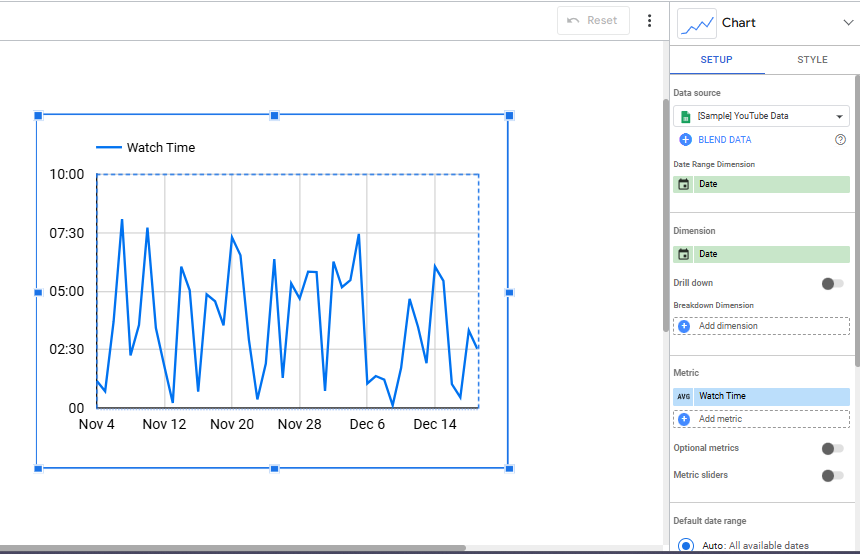 Reset
Chart
SETUP
STYLE
Data source
[Sample] YouTube Data
BLEND DATA
Date Range Dimension
Date
Dimension
Date
Drill down
Breakdown Dimension
Add dimension
Metric
AVG Watch Time
Add metric
Optional metrics
Metric sliders
Default date range
Auto: All available dates
Watch Time
10:00
07:30
05:00
02:30
00
Nov 4 Nov 12 Nov 20 Nov 28 Dec 6 Dec 14